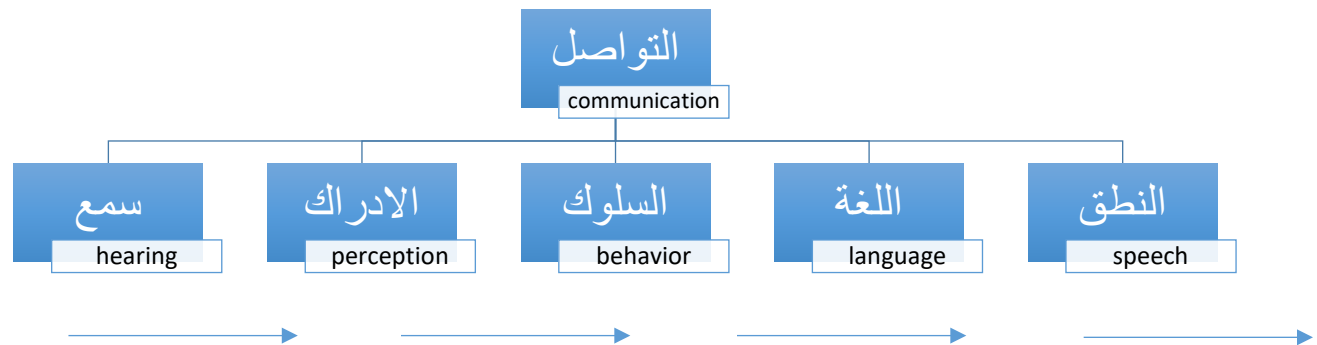 التواصل
communication
سمع
hearing
الادراك
perception
السلوك
behavior
اللغة
language
النطق
speech